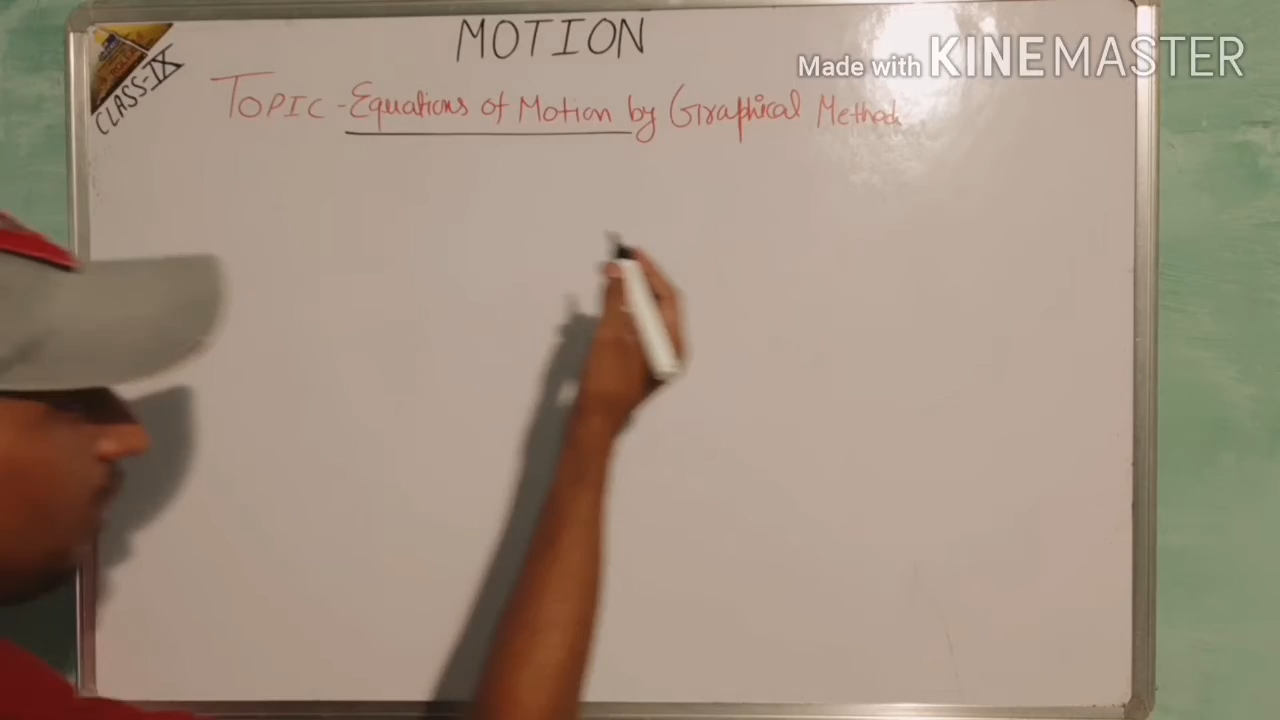 MOTION
Made with KINEMASTER
CLASS-IX
TOPIC - Equations of Motion by Graphical Method